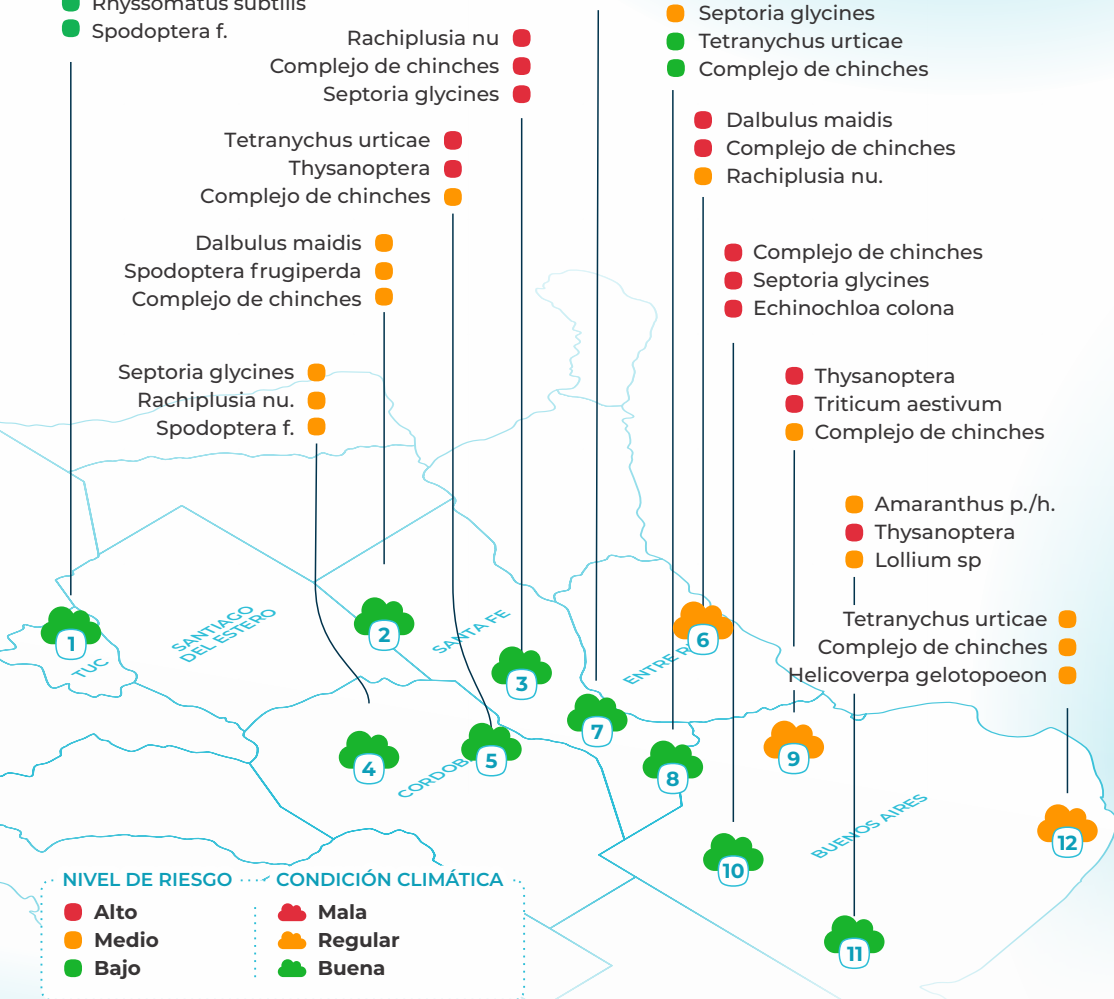 Rhyssomatus subtilis
Spodoptera f.
Rachiplusia nu
Complejo de chinches
Septoria glycines
Septoria glycines
Tetranychus urticae
Complejo de chinches
Tetranychus urticae
Thysanoptera
Complejo de chinches
Dalbulus maidis
Complejo de chinches
Rachiplusia nu.
Dalbulus maidis
Spodoptera frugiperda
Complejo de chinches
Complejo de chinches
Septoria glycines
Echinochloa colona
Septoria glycines
Rachiplusia nu.
Spodoptera f.
Thysanoptera
Triticum aestivum
Complejo de chinches
Amaranthus p./h.
Thysanoptera
Lollium sp
Tetranychus urticae
Complejo de chinches
Helicoverpa gelotopoeon
1
TUC
SANTIAGO
DEL ESTERO
2
SANTA FE
3
4
CORDOB
5
6
ENTRE R
7
8
9
10
BUENOS AIRES
11
12
NIVEL DE RIESGO
Alto
Medio
Bajo
CONDICIÓN CLIMÁTICA
Mala
Regular
Buena